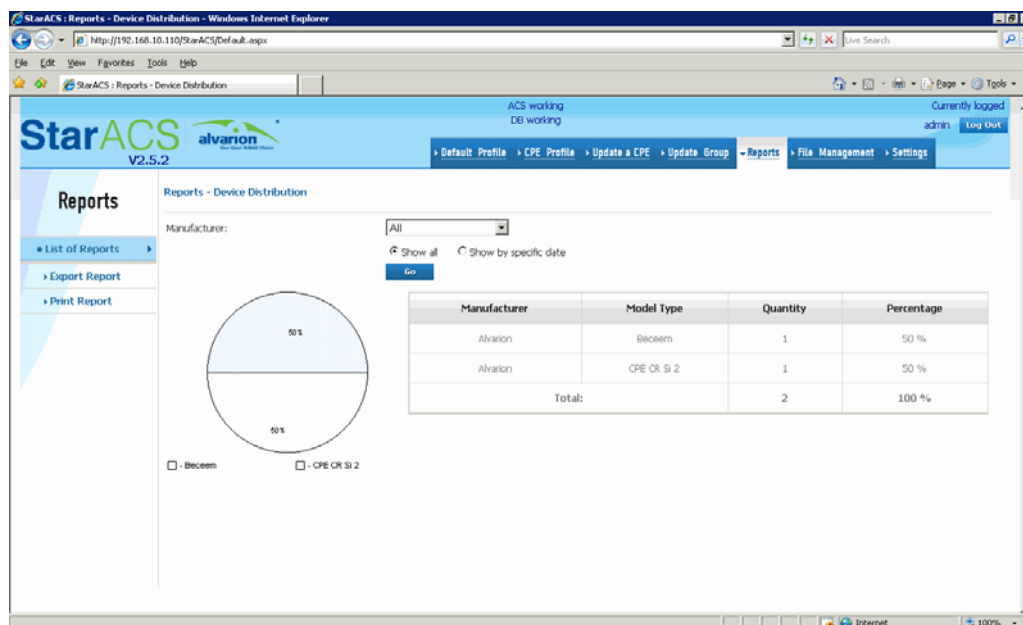 StarACS : Reports - Device Distribution - Windows Internet Explorer
http://192.168.10.110/StarACS/Default.aspx
Live Search
File Edit View Favorites Tools Help
StarACS : Reports - Device Distribution
Page Tools
ACS working
DB working
Currently logged
admin Log Out
StarACS
V2.5.2
alvarion
Default Profile CPE Profile Update a CPE Update Group Reports File Management Settings
Reports
List of Reports
Export Report
Print Report
Reports - Device Distribution
Manufacturer: All
Show all Show by specific date
Go
Manufacturer Model Type Quantity Percentage
Alvarion Beceem 1 50 %
Alvarion CPE CR Si 2 1 50 %
Total: 2 100 %
50 %
50 %
- Beceem - CPE CR Si 2
Internet 100%